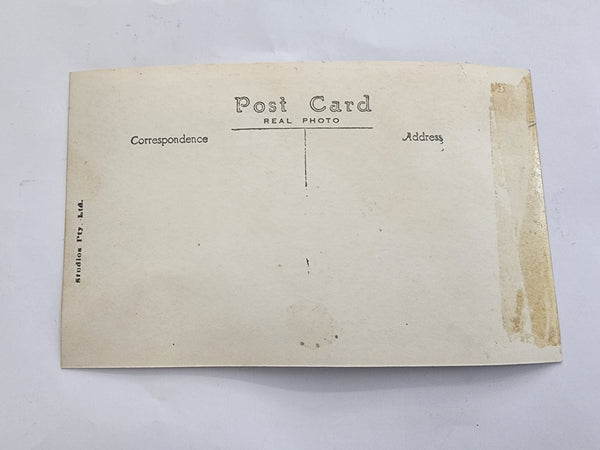 Post Card
REAL PHOTO
Correspondence
Address
Studios Pty. Ltd.